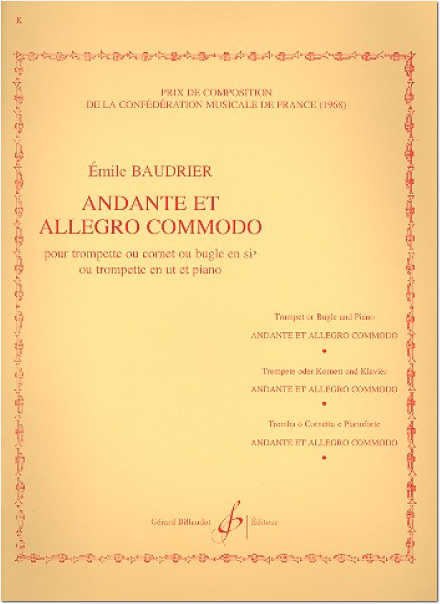 K
PRIX DE COMPOSITION
DE LA CONFÉDÉRATION MUSICALE DE FRANCE (1968)
Émile BAUDRIER
ANDANTE ET
ALLEGRO COMMODO
pour trompette ou cornet ou bugle en si♭
ou trompette en ut et piano
Trumpet or Bugle and Piano
ANDANTE ET ALLEGRO COMMODO
Trompete oder Kornett und Klavier
ANDANTE ET ALLEGRO COMMODO
Tromba o Cornetta e Pianoforte
ANDANTE ET ALLEGRO COMMODO
Gérard Billaudot Éditeur